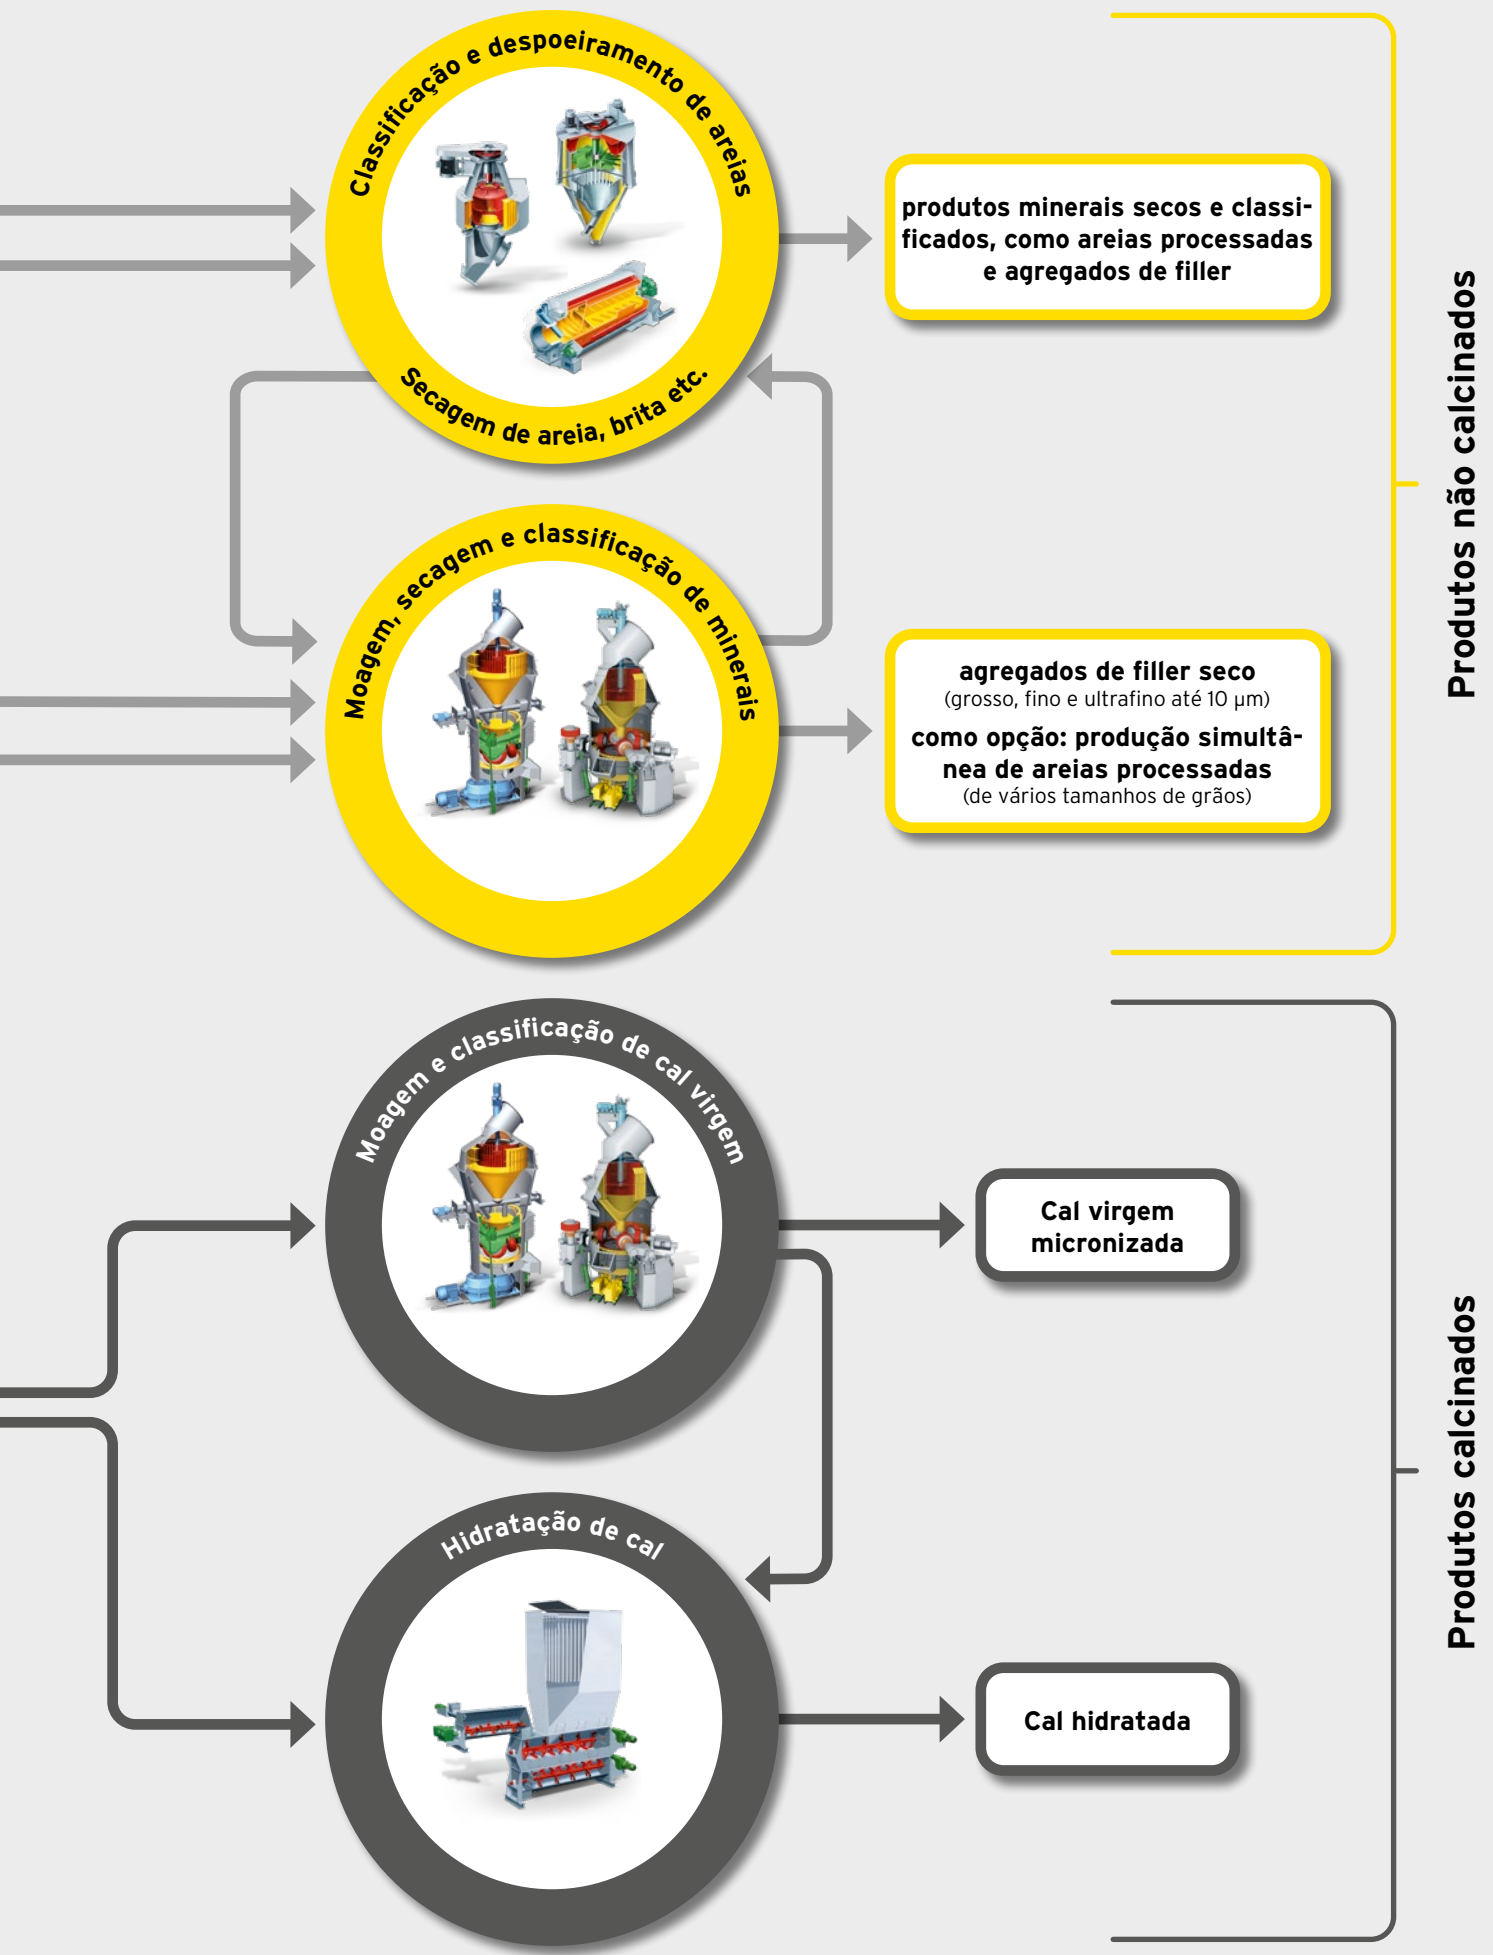 Classificação e despoeiramento de areias
Secagem de areia, brita etc.
produtos minerais secos e classi-
ficados, como areias processadas
e agregados de filler
Moagem, secagem e classificação de minerais
agregados de filler seco
(grosso, fino e ultrafino até 10 µm)
como opção: produção simultâ-
nea de areias processadas
(de vários tamanhos de grãos)
Produtos não calcinados
Moagem e classificação de cal virgem
Cal virgem
micronizada
Hidratação de cal
Cal hidratada
Produtos calcinados